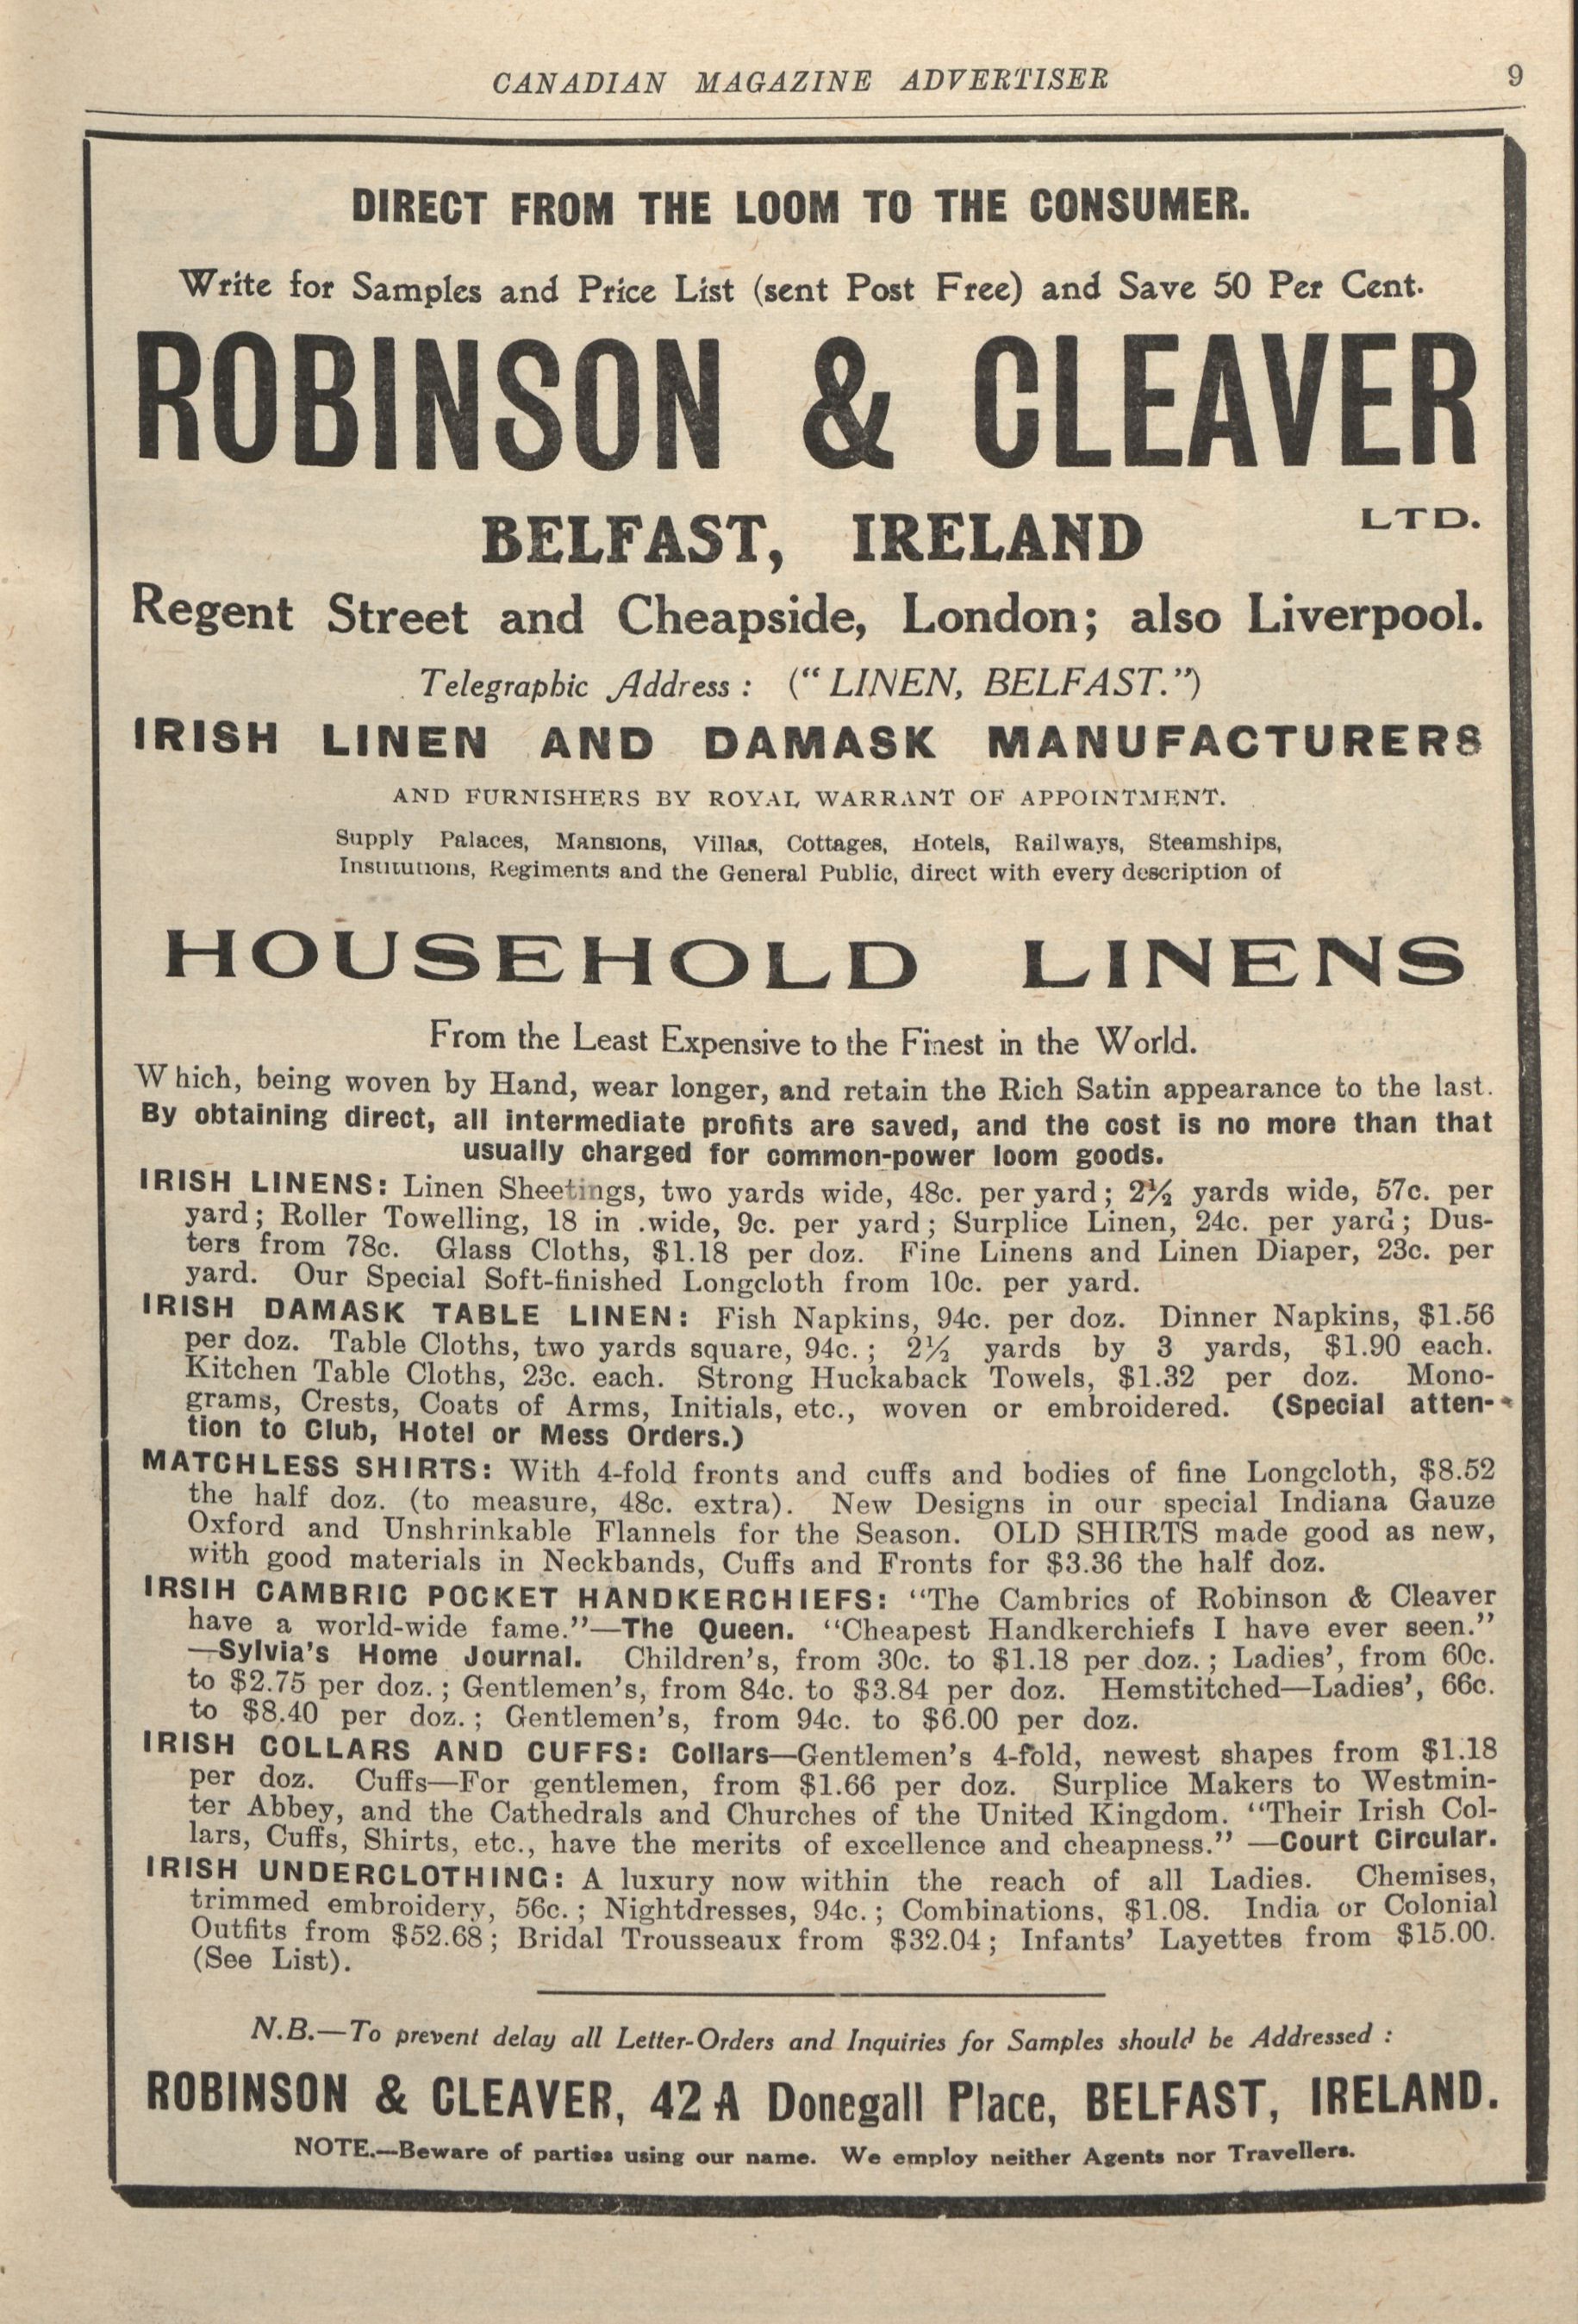 CANADIAN MAGAZINE ADVERTISER 9
DIRECT FROM THE LOOM TO THE CONSUMER.
Write for Samples and Price List (sent Post Free) and Save 50 Per Cent.
ROBINSON & CLEAVER
LTD.
BELFAST, IRELAND
Regent Street and Cheapside, London; also Liverpool.
Telegraphic Address: (“LINEN, BELFAST.”)
IRISH LINEN AND DAMASK MANUFACTURERS
AND FURNISHERS BY ROYAL WARRANT OF APPOINTMENT.
Supply Palaces, Mansions, Villas, Cottages, Hotels, Railways, Steamships,
Institutions, Regiments and the General Public, direct with every description of
HOUSEHOLD LINENS
From the Least Expensive to the Finest in the World.
Which, being woven by Hand, wear longer, and retain the Rich Satin appearance to the last.
By obtaining direct, all intermediate profits are saved, and the cost is no more than that
usually charged for common-power loom goods.
IRISH LINENS: Linen Sheetings, two yards wide, 48c. per yard; 2½ yards wide, 57c. per
yard; Roller Towelling, 18 in .wide, 9c. per yard; Surplice Linen, 24c. per yard; Dus-
ters from 78c. Glass Cloths, $1.18 per doz. Fine Linens and Linen Diaper, 23c. per
yard. Our Special Soft-finished Longcloth from 10c. per yard.
IRISH DAMASK TABLE LINEN: Fish Napkins, 94c. per doz. Dinner Napkins, $1.56
per doz. Table Cloths, two yards square, 94c.; 2½ yards by 3 yards, $1.90 each.
Kitchen Table Cloths, 23c. each. Strong Huckaback Towels, $1.32 per doz. Mono-
grams, Crests, Coats of Arms, Initials, etc., woven or embroidered. (Special atten-
tion to Club, Hotel or Mess Orders.)
MATCHLESS SHIRTS: With 4-fold fronts and cuffs and bodies of fine Longcloth, $8.52
the half doz. (to measure, 48c. extra). New Designs in our special Indiana Gauze
Oxford and Unshrinkable Flannels for the Season. OLD SHIRTS made good as new,
with good materials in Neckbands, Cuffs and Fronts for $3.36 the half doz.
IRSIH CAMBRIC POCKET HANDKERCHIEFS: “The Cambrics of Robinson & Cleaver
have a world-wide fame.”—The Queen. “Cheapest Handkerchiefs I have ever seen.”
—Sylvia's Home Journal. Children's, from 30c. to $1.18 per doz.; Ladies', from 60c.
to $2.75 per doz.; Gentlemen's, from 84c. to $3.84 per doz. Hemstitched—Ladies', 66c.
to $8.40 per doz.; Gentlemen's, from 94c. to $6.00 per doz.
IRISH COLLARS AND CUFFS: Collars—Gentlemen's 4-fold, newest shapes from $1.18
per doz. Cuffs—For gentlemen, from $1.66 per doz. Surplice Makers to Westmin-
ter Abbey, and the Cathedrals and Churches of the United Kingdom. “Their Irish Col-
lars, Cuffs, Shirts, etc., have the merits of excellence and cheapness.” —Court Circular.
IRISH UNDERCLOTHING: A luxury now within the reach of all Ladies. Chemises,
trimmed embroidery, 56c.; Nightdresses, 94c.; Combinations, $1.08. India or Colonial
Outfits from $52.68; Bridal Trousseaux from $32.04; Infants' Layettes from $15.00.
(See List).
N.B.—To prevent delay all Letter-Orders and Inquiries for Samples should be Addressed:
ROBINSON & CLEAVER, 42 A Donegall Place, BELFAST, IRELAND.
NOTE.—Beware of parties using our name. We employ neither Agents nor Travellers.